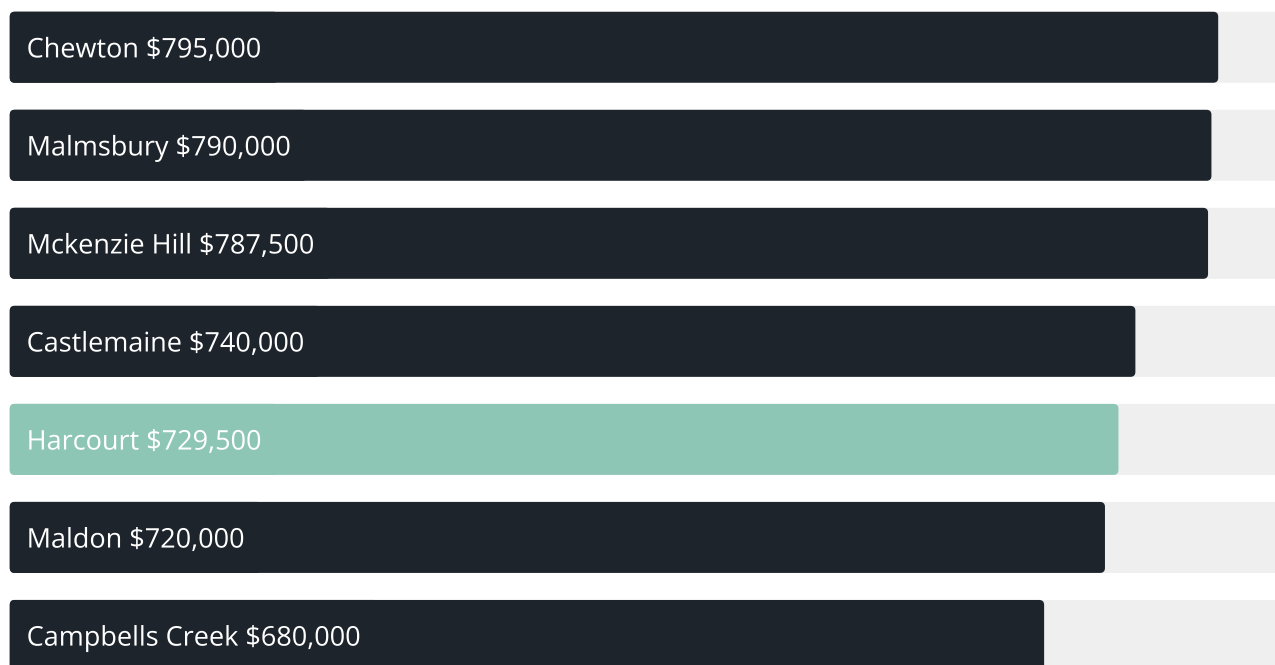 Chewton $795,000
Malmsbury $790,000
Mckenzie Hill $787,500
Castlemaine $740,000
Harcourt $729,500
Maldon $720,000
Campbells Creek $680,000